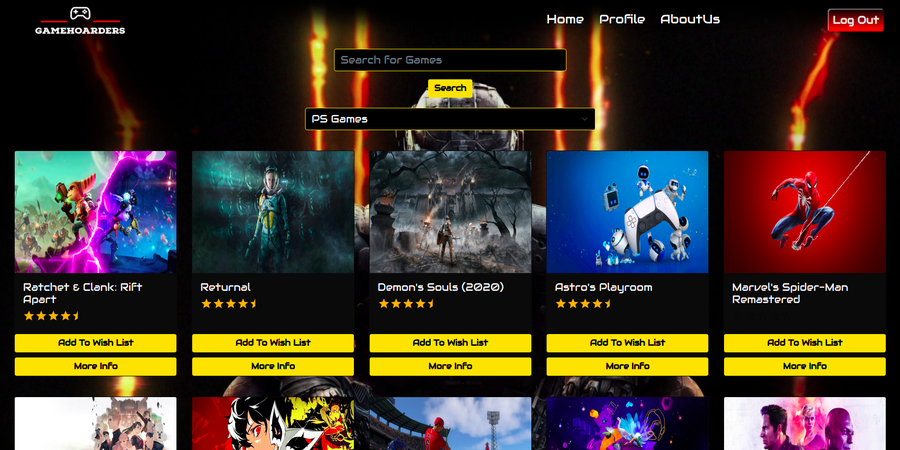 GAMEHOARDERS
Home Profile AboutUs
Log Out
Search for Games
Search
PS Games
Ratchet & Clank: Rift
Apart
Add To Wish List
More Info
Returnal
Add To Wish List
More Info
Demon's Souls (2020)
Add To Wish List
More Info
Astro's Playroom
Add To Wish List
More Info
Marvel's Spider-Man
Remastered
Add To Wish List
More Info